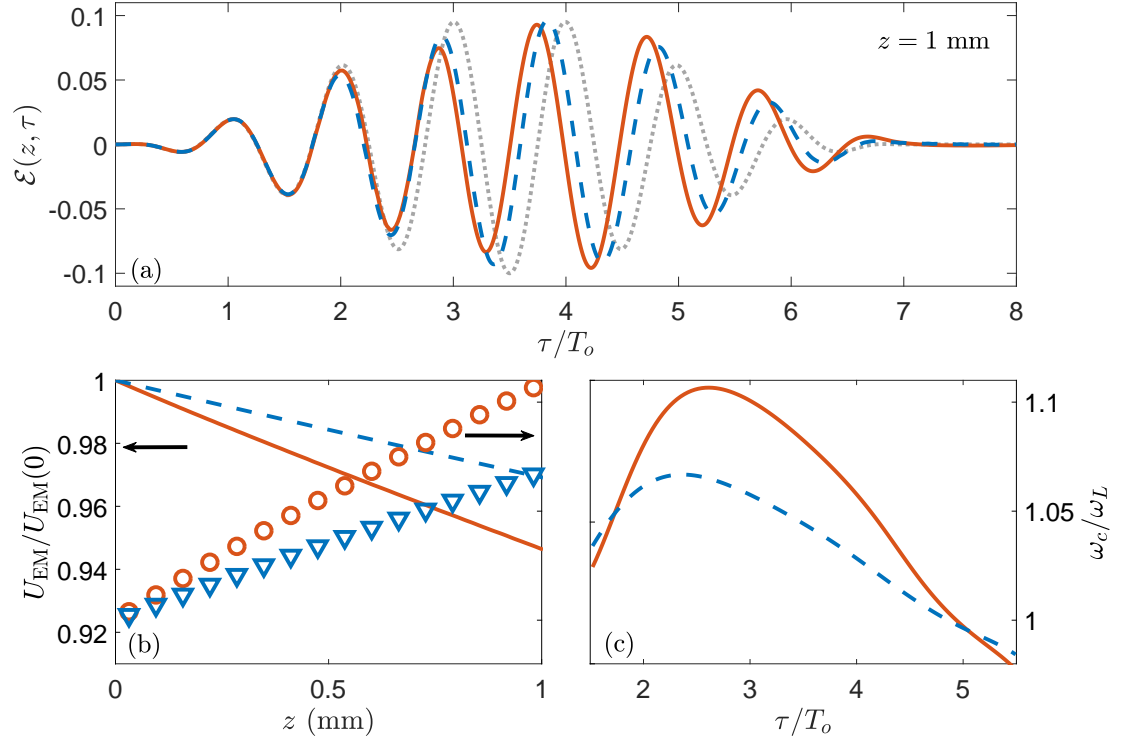 0.1
0.05
0
-0.05
-0.1
ℰ(z, τ)
z = 1 mm
(a)
0 1 2 3 4 5 6 7 8
τ/T_o
1
0.98
0.96
0.94
0.92
U_EM/U_EM(0)
(b)
0 0.5 1
z (mm)
1.1
1.05
1
ω_c/ω_L
(c)
2 3 4 5
τ/T_o